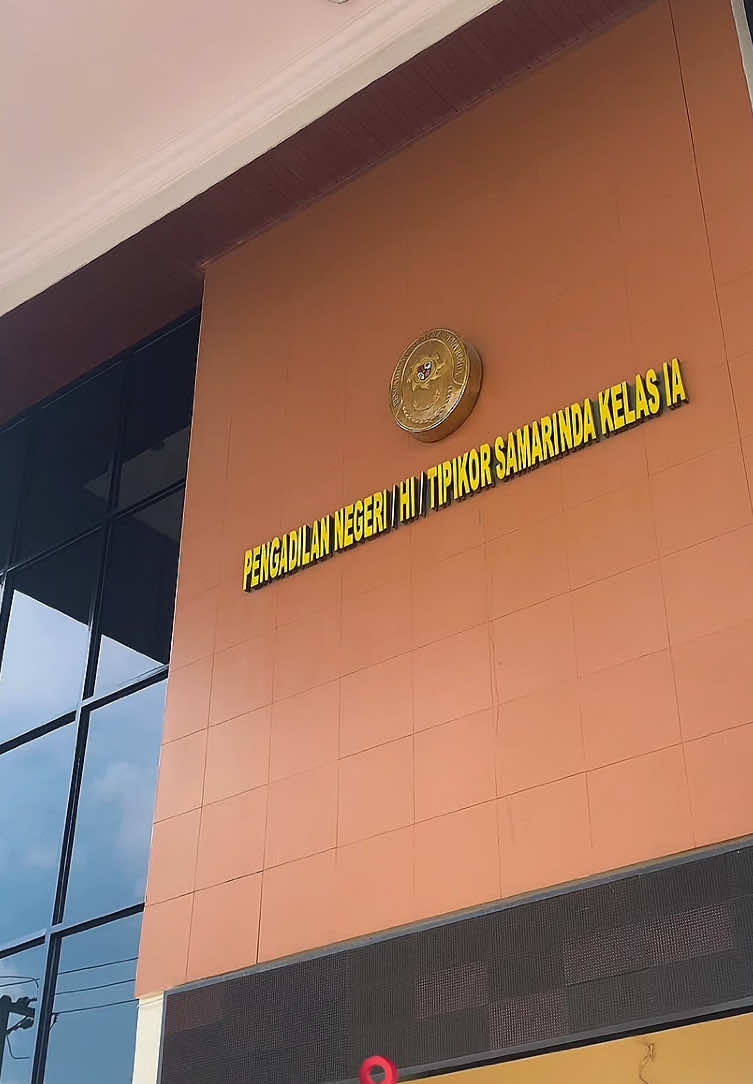 PENGADILAN NEGERI / HI / TIPIKOR SAMARINDA KELAS IA